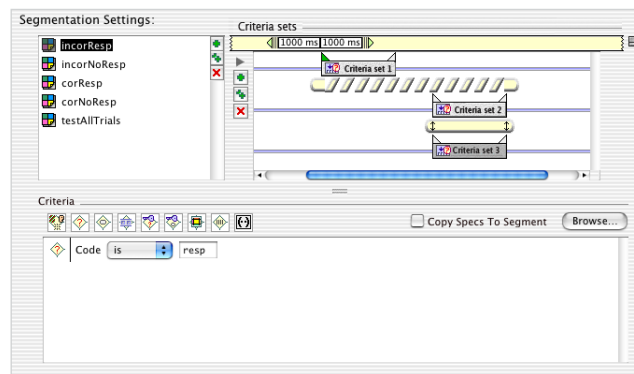 Segmentation Settings:
Criteria sets
incorResp
incorNoResp
corResp
corNoResp
testAllTrials
1000 ms 1000 ms
Criteria set 1
Criteria set 2
Criteria set 3
Criteria
Copy Specs To Segment
Browse...
Code is resp